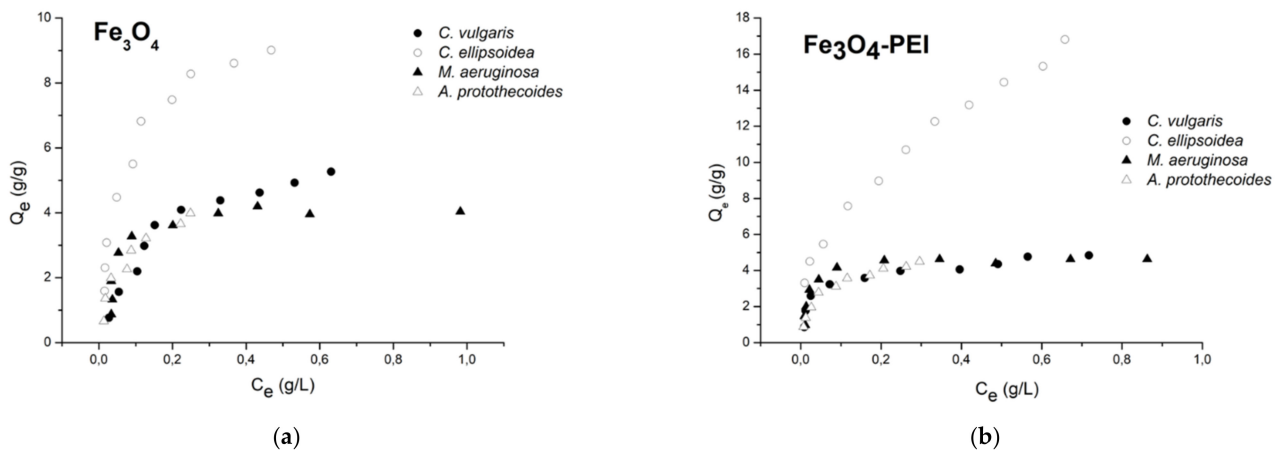 Fe₃O₄
C. vulgaris
C. ellipsoidea
M. aeruginosa
A. protothecoides
Qe (g/g)
10
8
6
4
2
0
0,0 0,2 0,4 0,6 0,8 1,0
Ce (g/L)
(a)
Fe₃O₄-PEI
C. vulgaris
C. ellipsoidea
M. aeruginosa
A. protothecoides
Qe (g/g)
18
16
14
12
10
8
6
4
2
0
0,0 0,2 0,4 0,6 0,8 1,0
Ce (g/L)
(b)